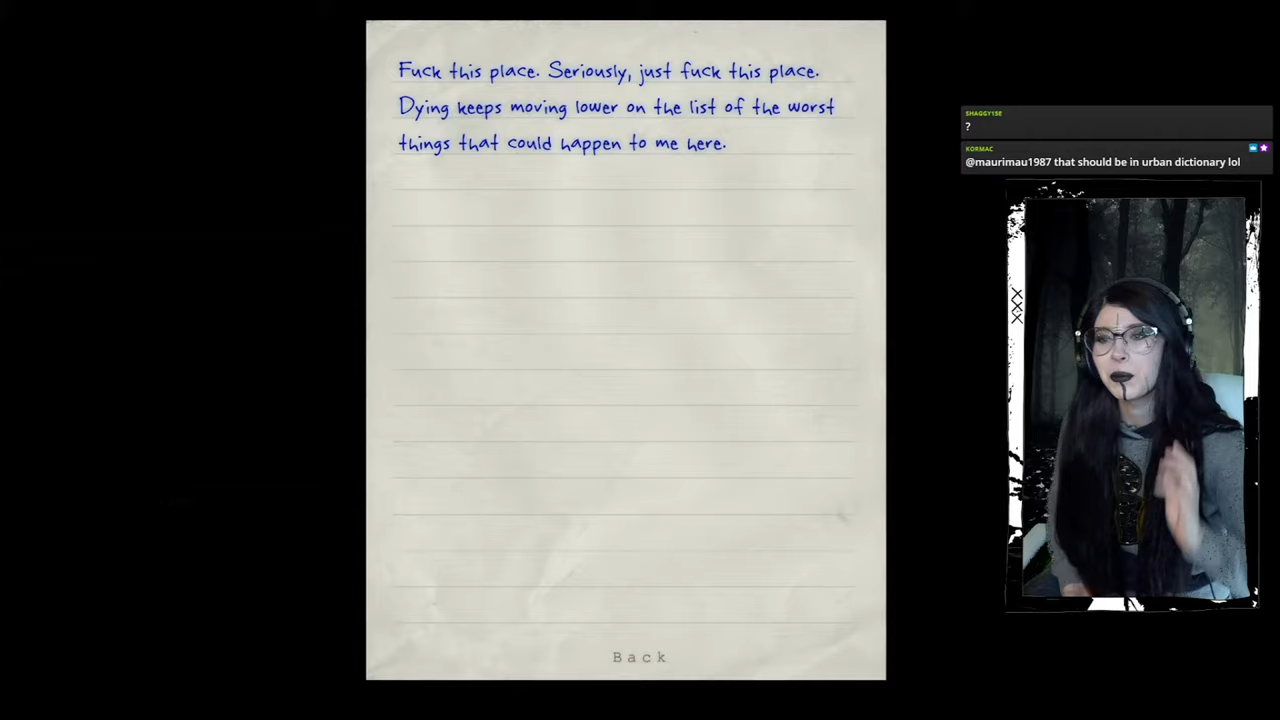 Fuck this place. Seriously, just fuck this place.
Dying keeps moving lower on the list of the worst
things that could happen to me here.
Back
SHAGGY15E
?
KORMAC
@maurimau1987 that should be in urban dictionary lol